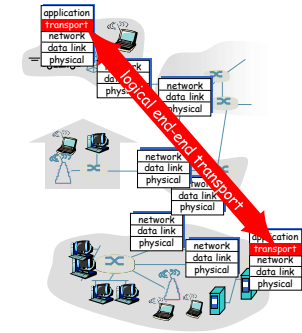 application
transport
network
data link
physical
network
data link
physical
network
data link
physical
logical end-end transport
network
data link
physical
network
data link
physical
network
data link
physical
network
data link
physical
application
transport
network
data link
physical